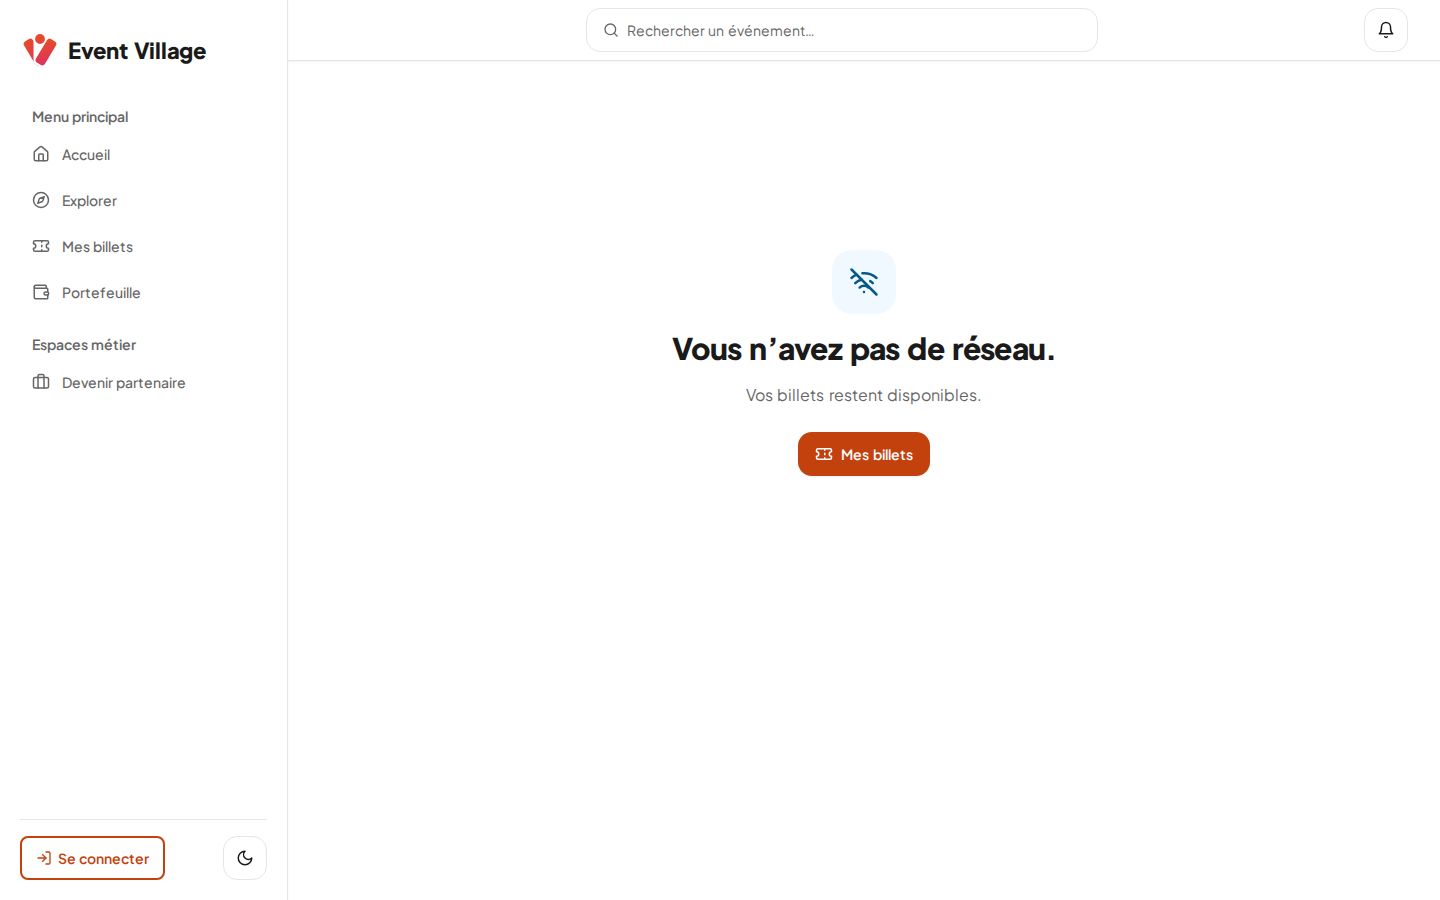 Event Village
Rechercher un événement…
Menu principal
Accueil
Explorer
Mes billets
Portefeuille
Espaces métier
Devenir partenaire
Vous n’avez pas de réseau.
Vos billets restent disponibles.
Mes billets
Se connecter